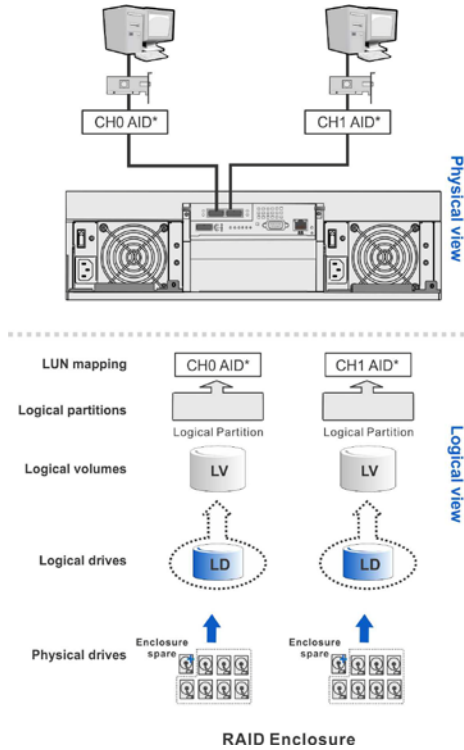 CH0 AID*
CH1 AID*
Physical view
LUN mapping
CH0 AID*
CH1 AID*
Logical partitions
Logical Partition
Logical Partition
Logical volumes
LV
LV
Logical view
Logical drives
LD
LD
Physical drives
Enclosure
spare
Enclosure
spare
RAID Enclosure